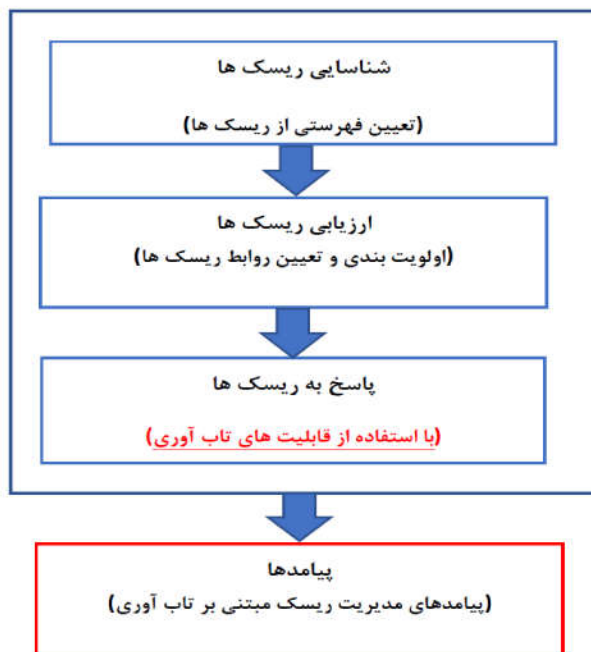 شناسایی ریسک ها
(تعیین فهرستی از ریسک ها)
ارزیابی ریسک ها
(اولویت بندی و تعیین روابط ریسک ها)
پاسخ به ریسک ها
(با استفاده از قابلیت های تاب آوری)
پیامدها
(پیامدهای مدیریت ریسک مبتنی بر تاب آوری)